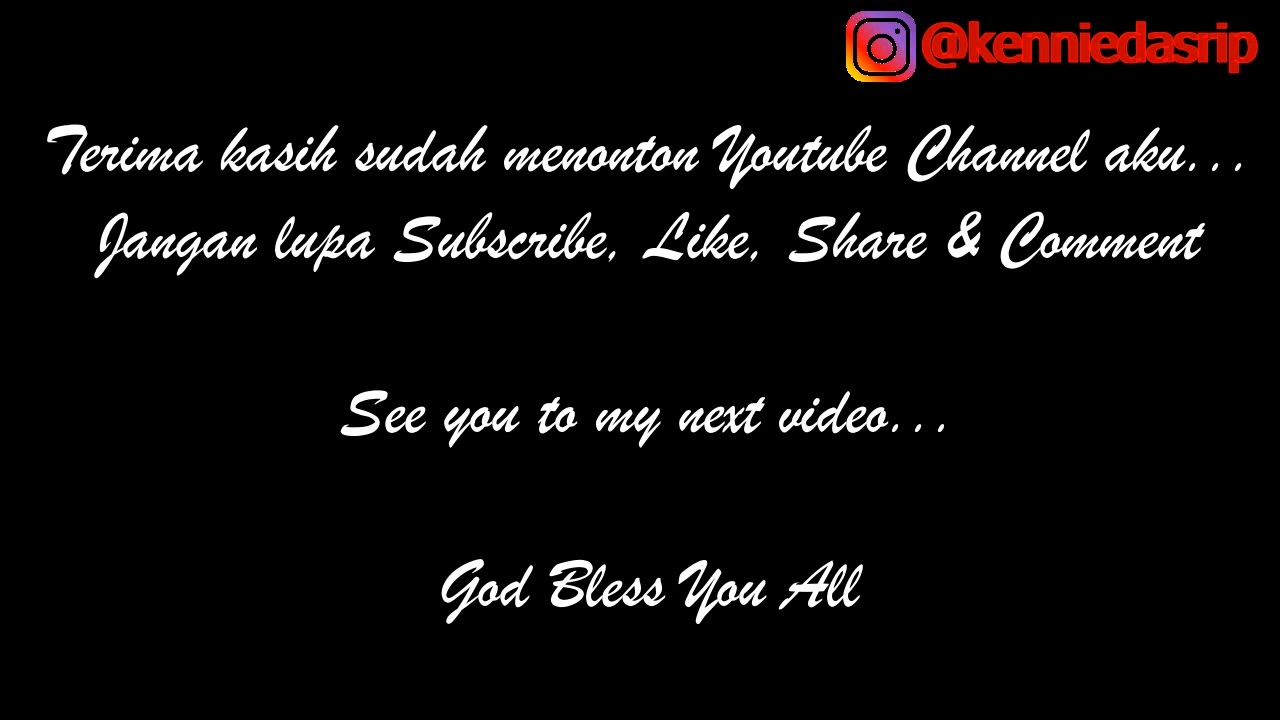 @kenniedasrip
Terima kasih sudah menonton Youtube Channel aku...
Jangan lupa Subscribe, Like, Share & Comment
See you to my next video...
God Bless You All